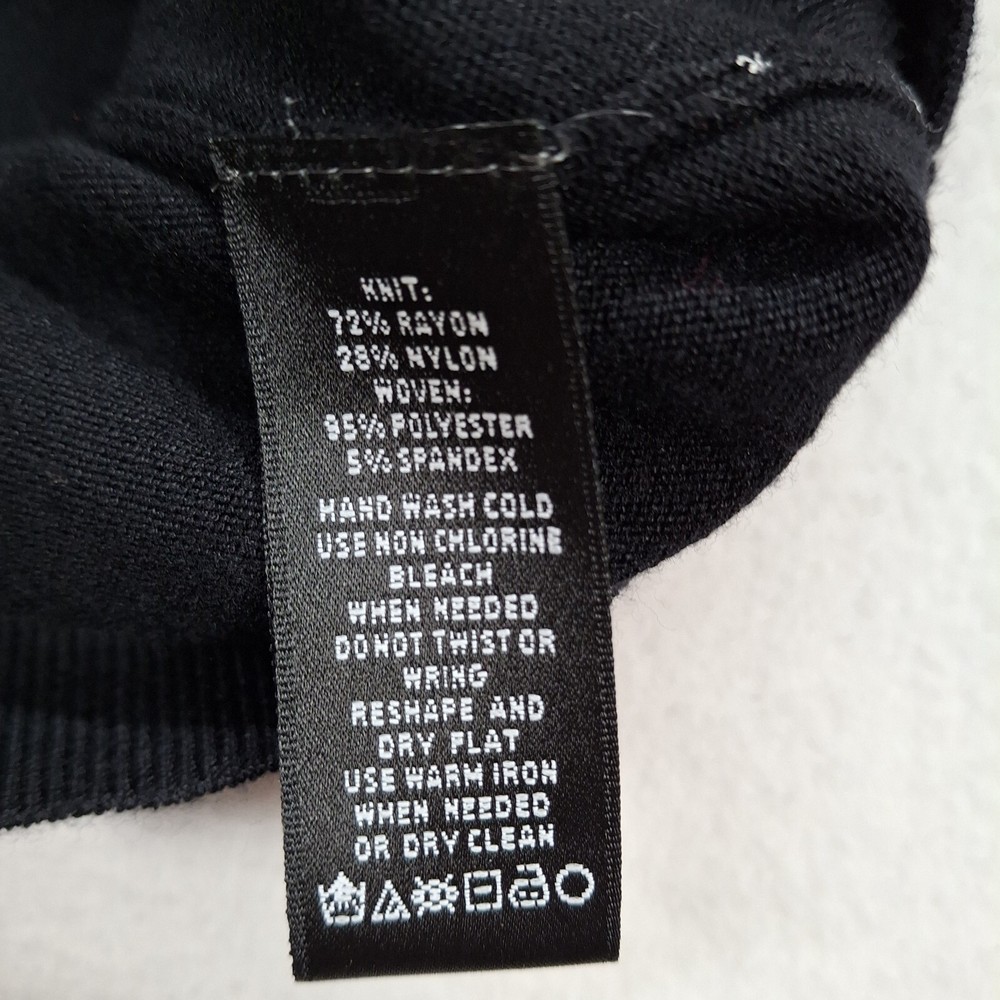 KNIT:
72% RAYON
28% NYLON
WOVEN:
95% POLYESTER
5% SPANDEX
HAND WASH COLD
USE NON CHLORINE
BLEACH
WHEN NEEDED
DO NOT TWIST OR
WRING
RESHAPE AND
DRY FLAT
USE WARM IRON
WHEN NEEDED
OR DRY CLEAN